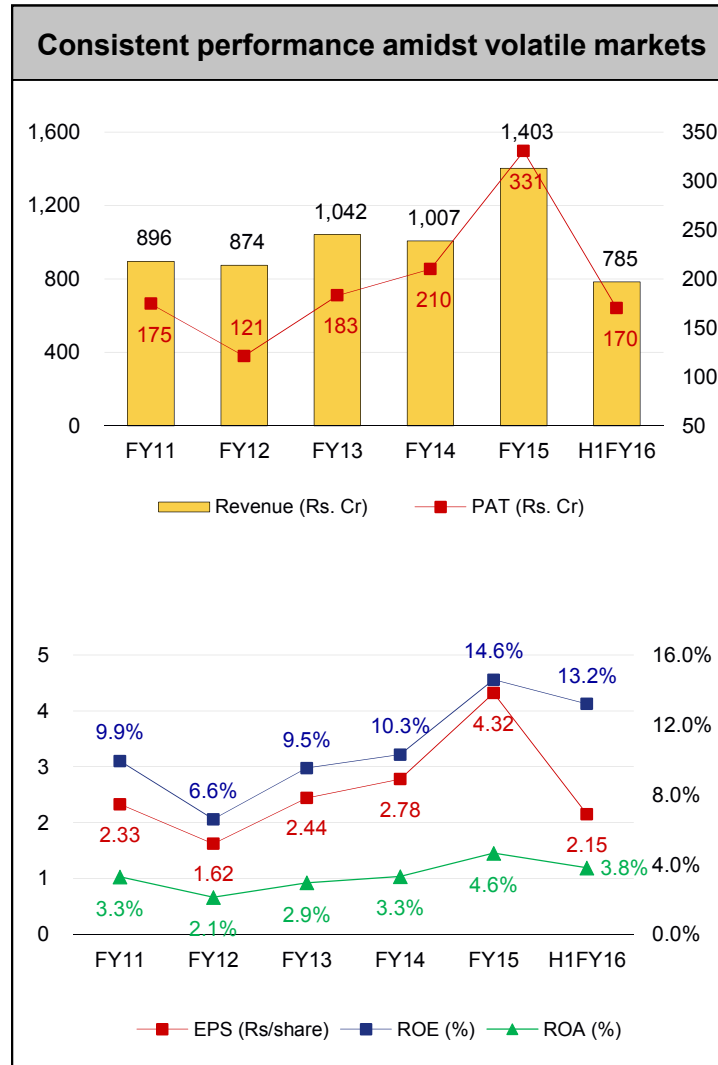 Consistent performance amidst volatile markets
1,600 350
1,403
331 300
1,200
1,042 1,007 250
896 874
785
800 210 200
175 121 183 170 150
400
100
0 50
FY11 FY12 FY13 FY14 FY15 H1FY16
Revenue (Rs. Cr) PAT (Rs. Cr)
5 14.6% 16.0%
13.2%
4 9.9% 9.5% 10.3% 4.32 12.0%
3 6.6%
8.0%
2 2.33 1.62 2.44 2.78 2.15
1 3.8% 4.0%
3.3% 2.1% 2.9% 3.3% 4.6%
0 0.0%
FY11 FY12 FY13 FY14 FY15 H1FY16
EPS (Rs/share) ROE (%) ROA (%)